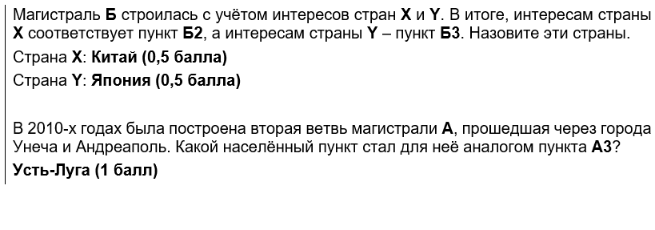 Магистраль Б строилась с учётом интересов стран X и Y. В итоге, интересам страны
X соответствует пункт Б2, а интересам страны Y – пункт Б3. Назовите эти страны.
Страна X: Китай (0,5 балла)
Страна Y: Япония (0,5 балла)
В 2010-х годах была построена вторая ветвь магистрали А, прошедшая через города
Унеча и Андреаполь. Какой населённый пункт стал для неё аналогом пункта А3?
Усть-Луга (1 балл)